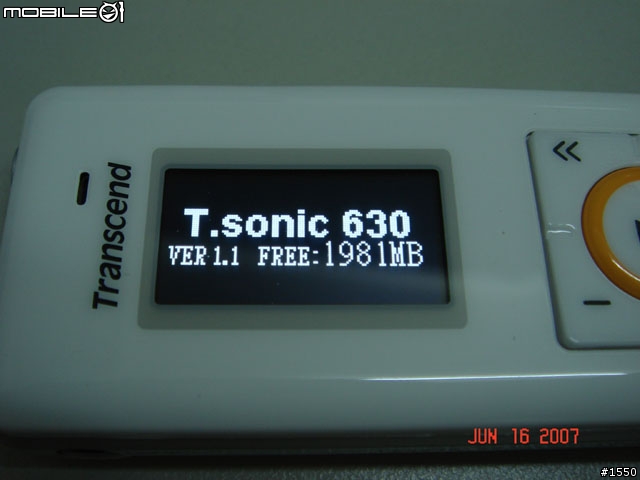 MOBILE01
Transcend
T.sonic 630
VER 1.1 FREE:1981MB
JUN 16 2007
#1550